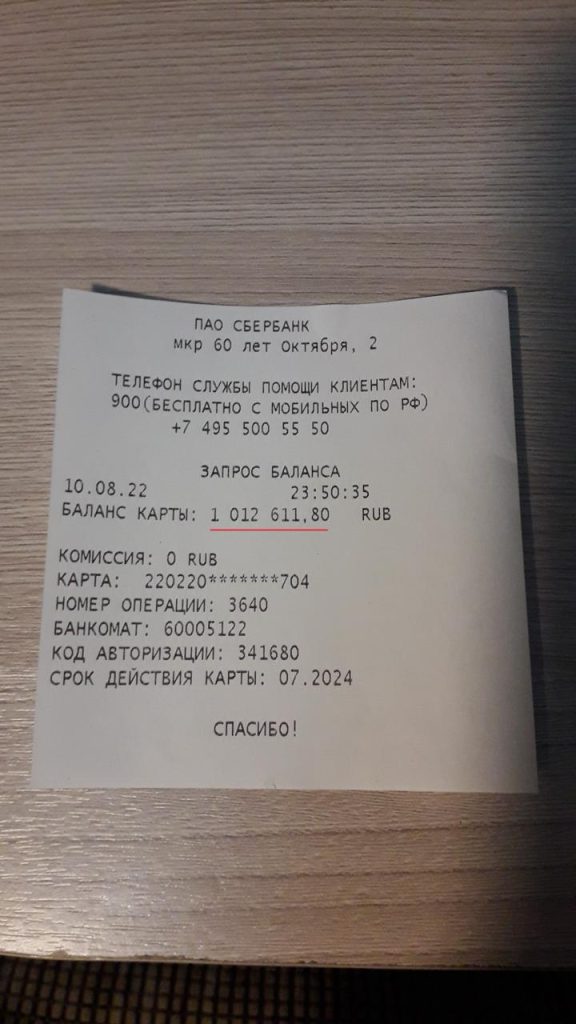 ПАО СБЕРБАНК
мкр 60 лет Октября, 2
ТЕЛЕФОН СЛУЖБЫ ПОМОЩИ КЛИЕНТАМ:
900(БЕСПЛАТНО С МОБИЛЬНЫХ ПО РФ)
+7 495 500 55 50
ЗАПРОС БАЛАНСА
10.08.22 23:50:35
БАЛАНС КАРТЫ: 1 012 611,80 RUB
КОМИССИЯ: 0 RUB
КАРТА: 220220*******704
НОМЕР ОПЕРАЦИИ: 3640
БАНКОМАТ: 60005122
КОД АВТОРИЗАЦИИ: 341680
СРОК ДЕЙСТВИЯ КАРТЫ: 07.2024
СПАСИБО!